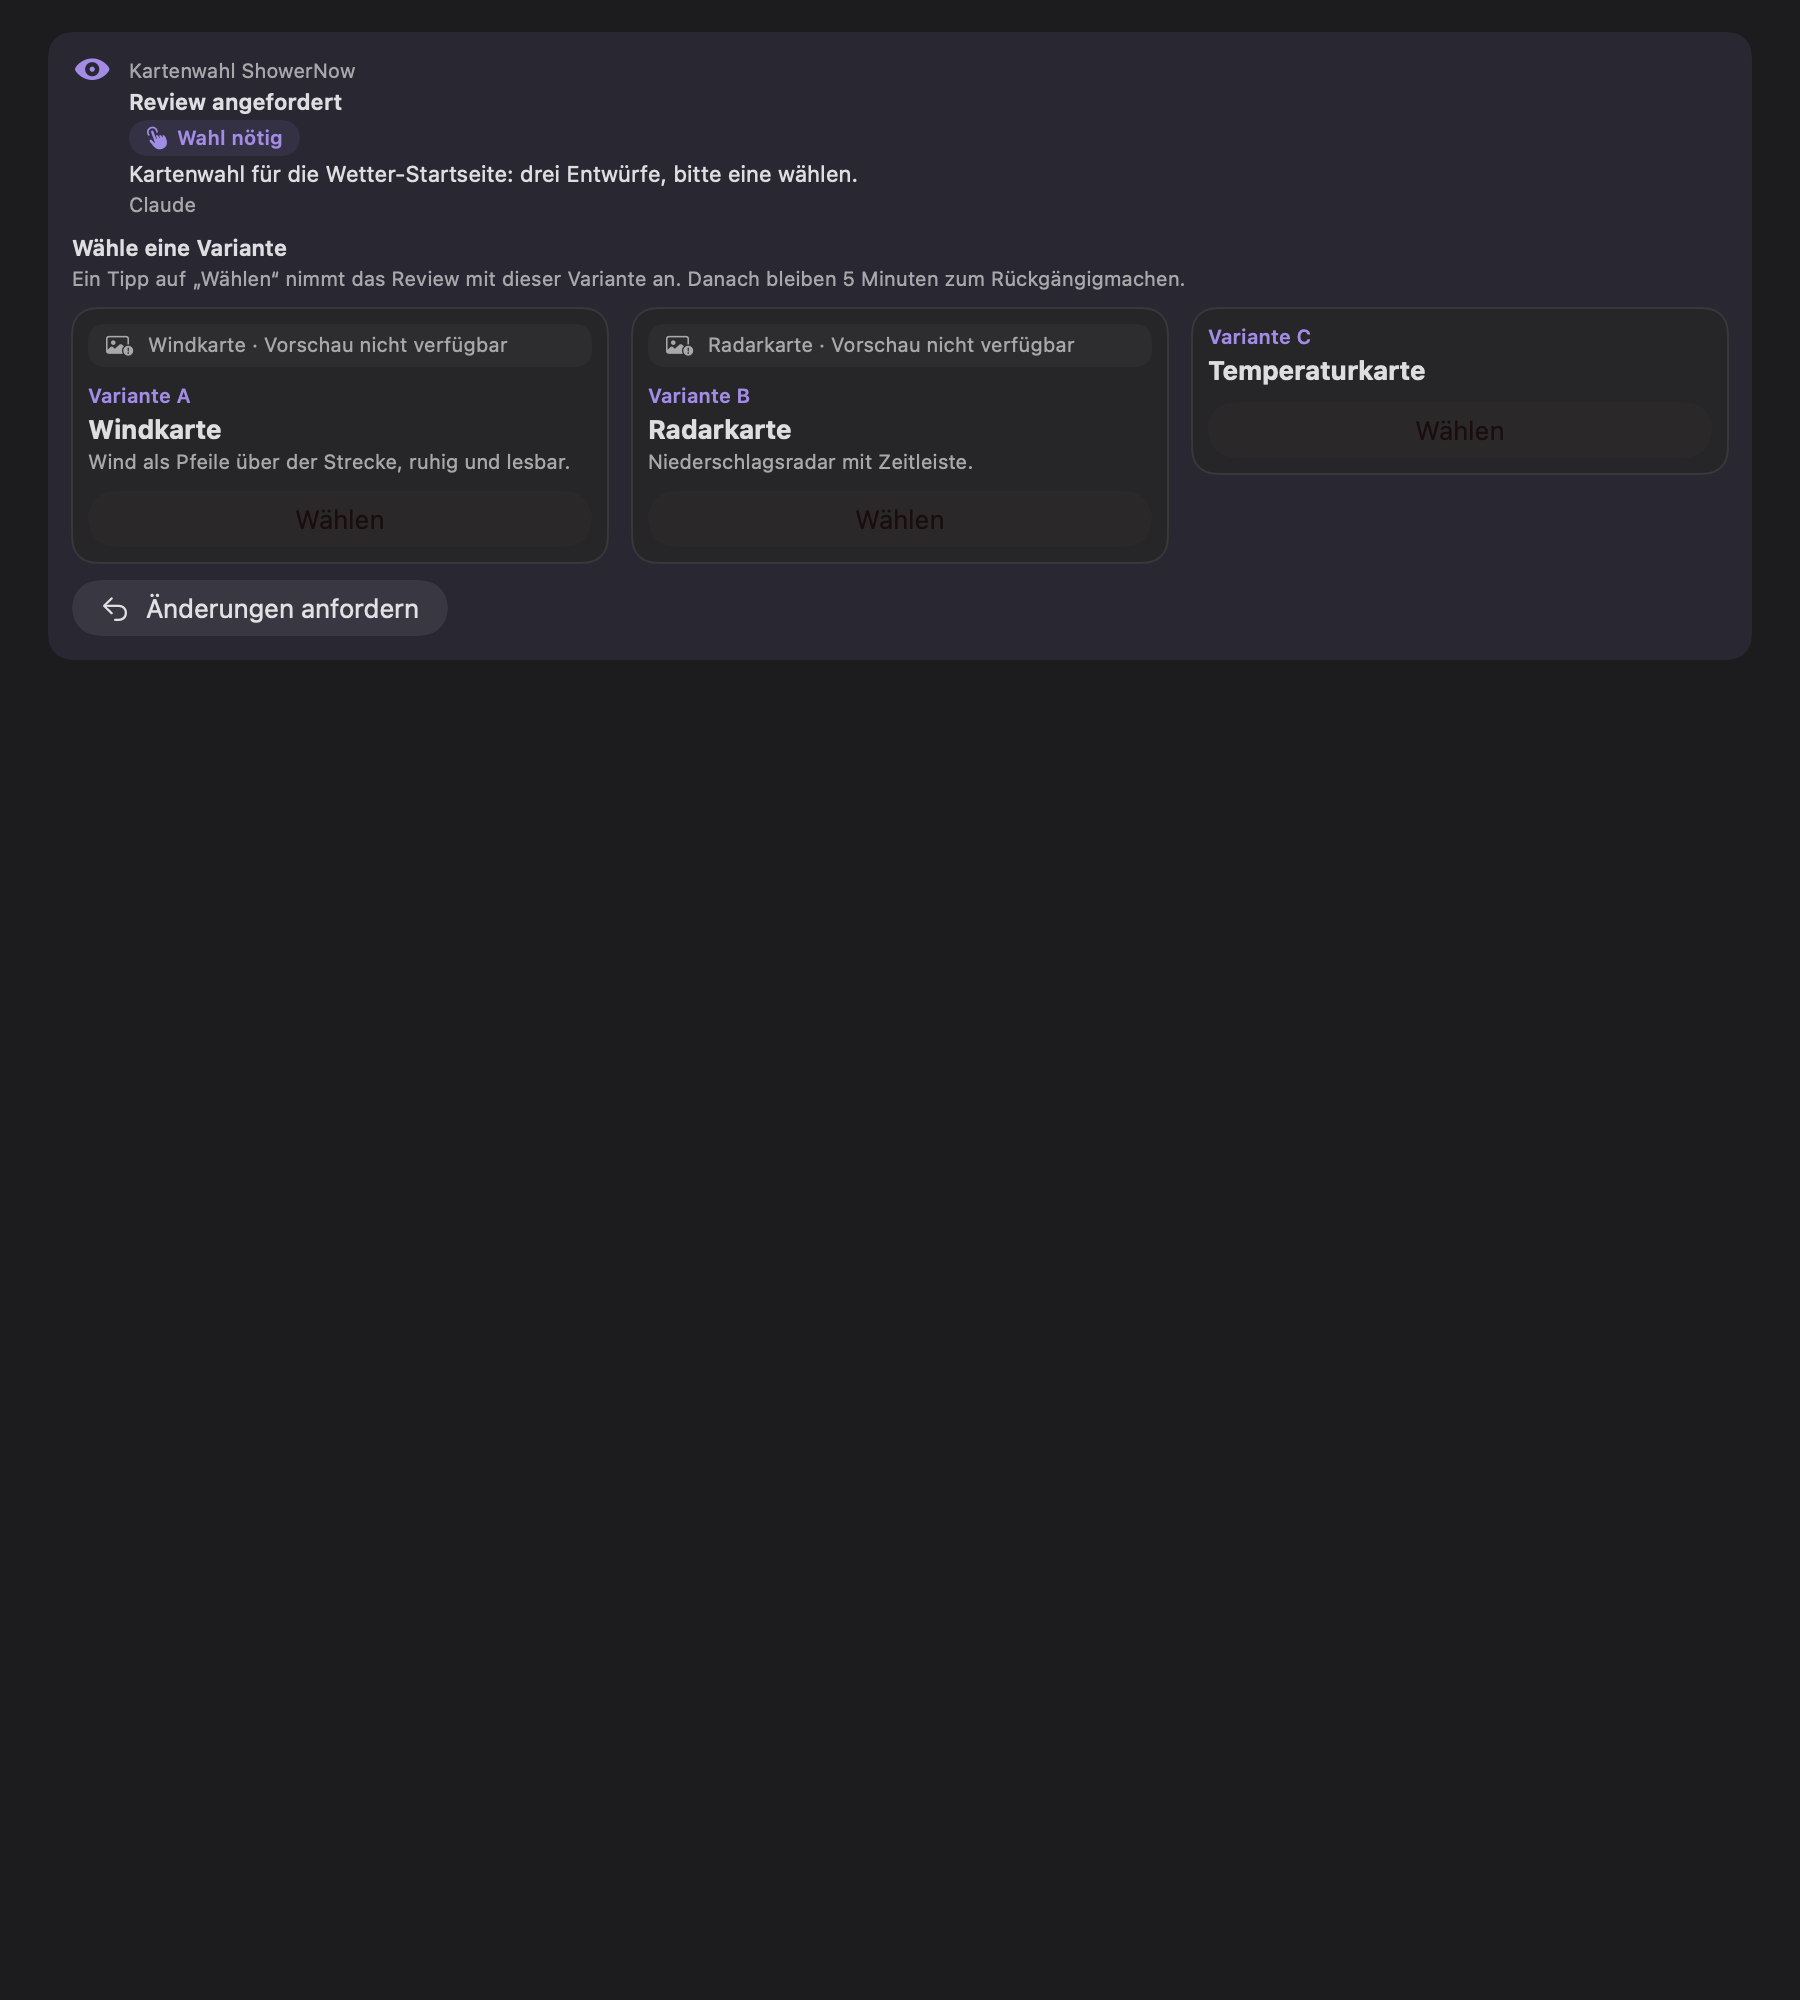 Kartenwahl ShowerNow
Review angefordert
Wahl nötig
Kartenwahl für die Wetter-Startseite: drei Entwürfe, bitte eine wählen.
Claude
Wähle eine Variante
Ein Tipp auf „Wählen“ nimmt das Review mit dieser Variante an. Danach bleiben 5 Minuten zum Rückgängigmachen.
Windkarte · Vorschau nicht verfügbar
Variante A
Windkarte
Wind als Pfeile über der Strecke, ruhig und lesbar.
Wählen
Radarkarte · Vorschau nicht verfügbar
Variante B
Radarkarte
Niederschlagsradar mit Zeitleiste.
Wählen
Variante C
Temperaturkarte
Wählen
Änderungen anfordern